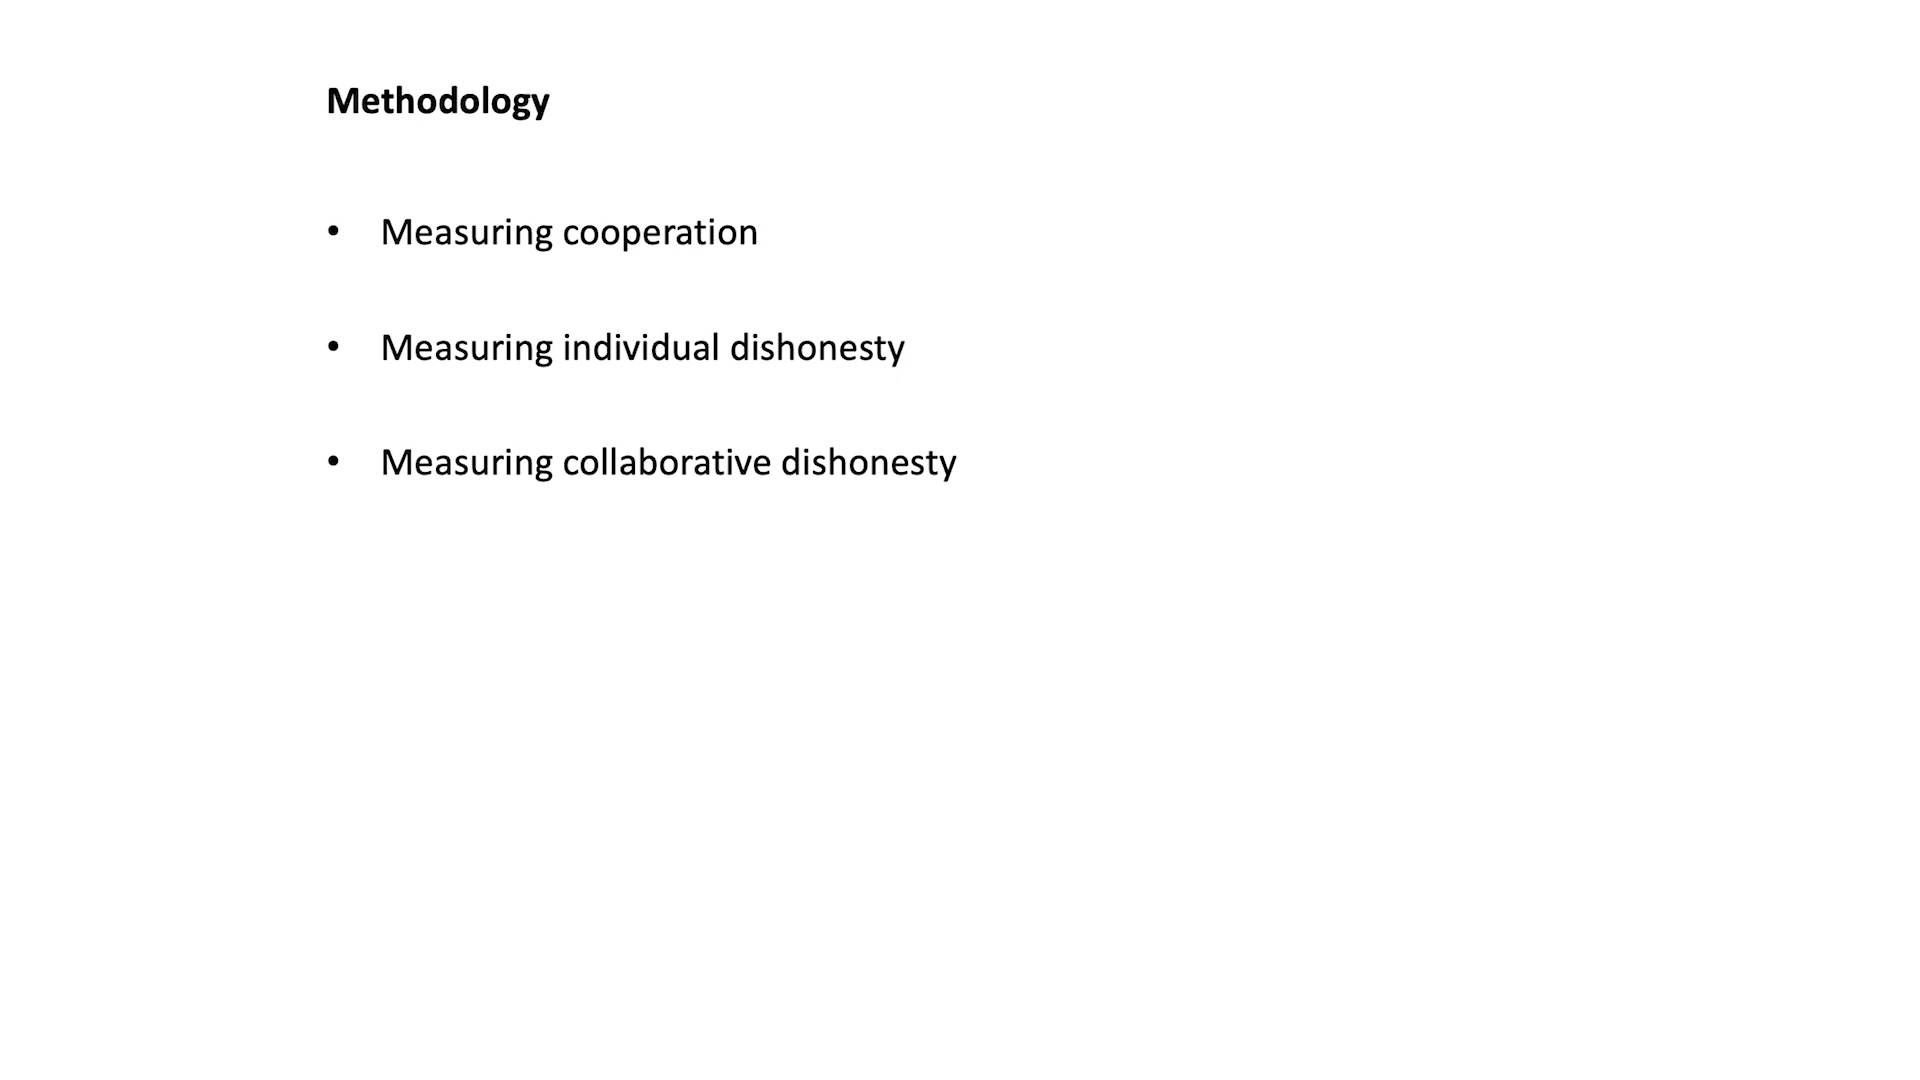 Methodology
• Measuring cooperation
• Measuring individual dishonesty
• Measuring collaborative dishonesty